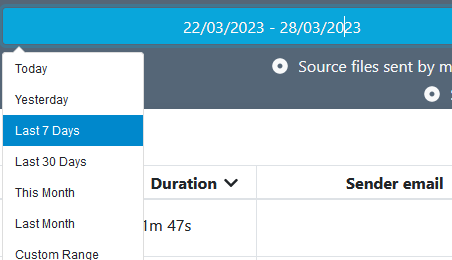 22/03/2023 - 28/03/2023
Source files sent by m
Today
Yesterday
Last 7 Days
Last 30 Days
This Month
Last Month
Custom Range
Duration
Sender email
1m 47s